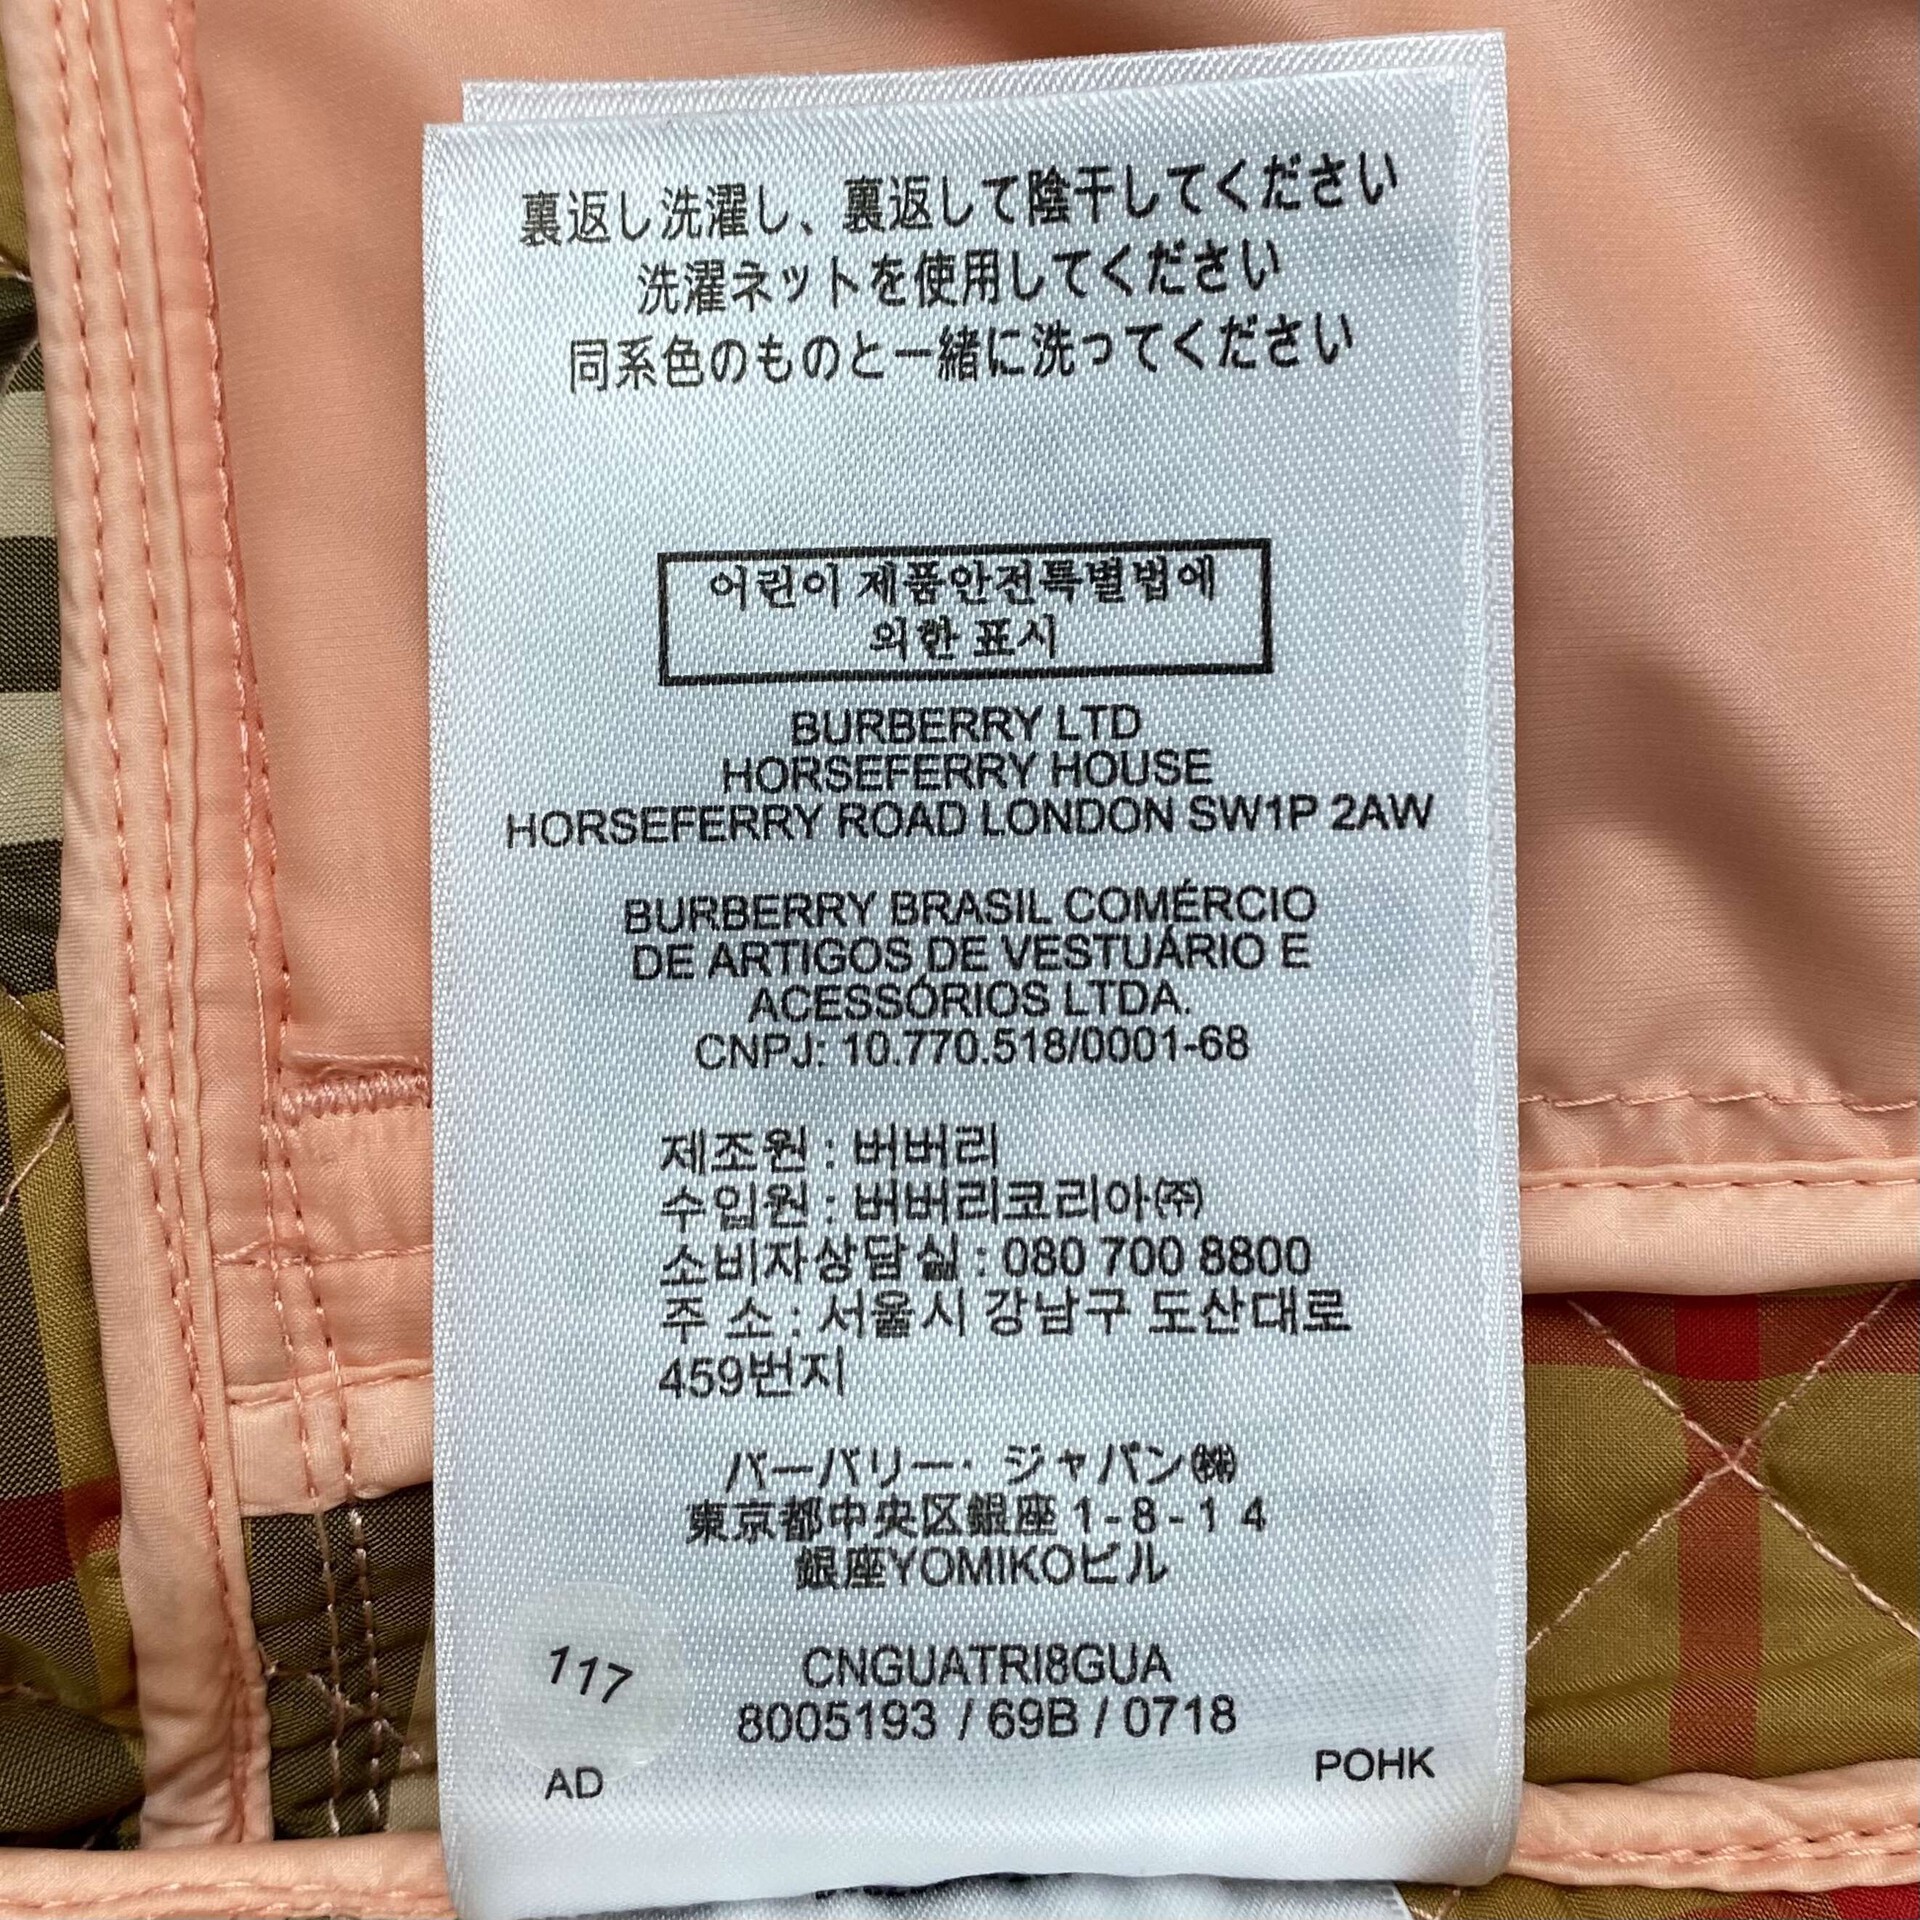 裏返し洗濯し、裏返して陰干してください
洗濯ネットを使用してください
同系色のものと一緒に洗ってください
어린이 제품안전특별법에
의한 표시
BURBERRY LTD
HORSEFERRY HOUSE
HORSEFERRY ROAD LONDON SW1P 2AW
BURBERRY BRASIL COMÉRCIO
DE ARTIGOS DE VESTUÁRIO E
ACESSÓRIOS LTDA.
CNPJ: 10.770.518/0001-68
제조원 : 버버리
수입원 : 버버리코리아㈜
소비자상담실 : 080 700 8800
주 소 : 서울시 강남구 도산대로
459번지
バーバリー・ジャパン㈱
東京都中央区銀座 1-8-14
銀座YOMIKOビル
117
CNGUATRI8GUA
8005193 / 69B / 0718
AD
POHK